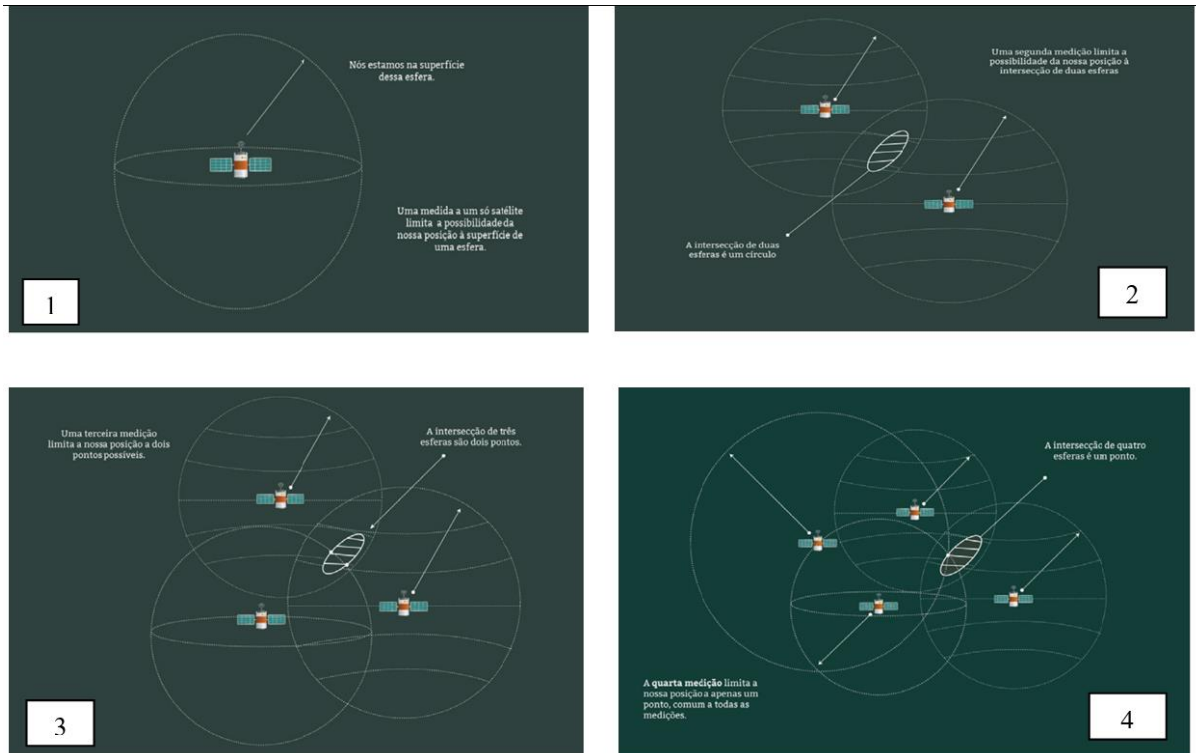 Nós estamos na superfície
dessa esfera.
Uma medida a um só satélite
limita a possibilidade da
nossa posição à superfície de
uma esfera.
1
Uma segunda medição limita a
possibilidade da nossa posição à
intersecção de duas esferas
A intersecção de duas
esferas é um círculo
2
Uma terceira medição
limita a nossa posição a dois
pontos possíveis.
A intersecção de três
esferas são dois pontos.
3
A intersecção de quatro
esferas é um ponto.
A quarta medição limita a
nossa posição a apenas um
ponto, comum a todas as
medições.
4